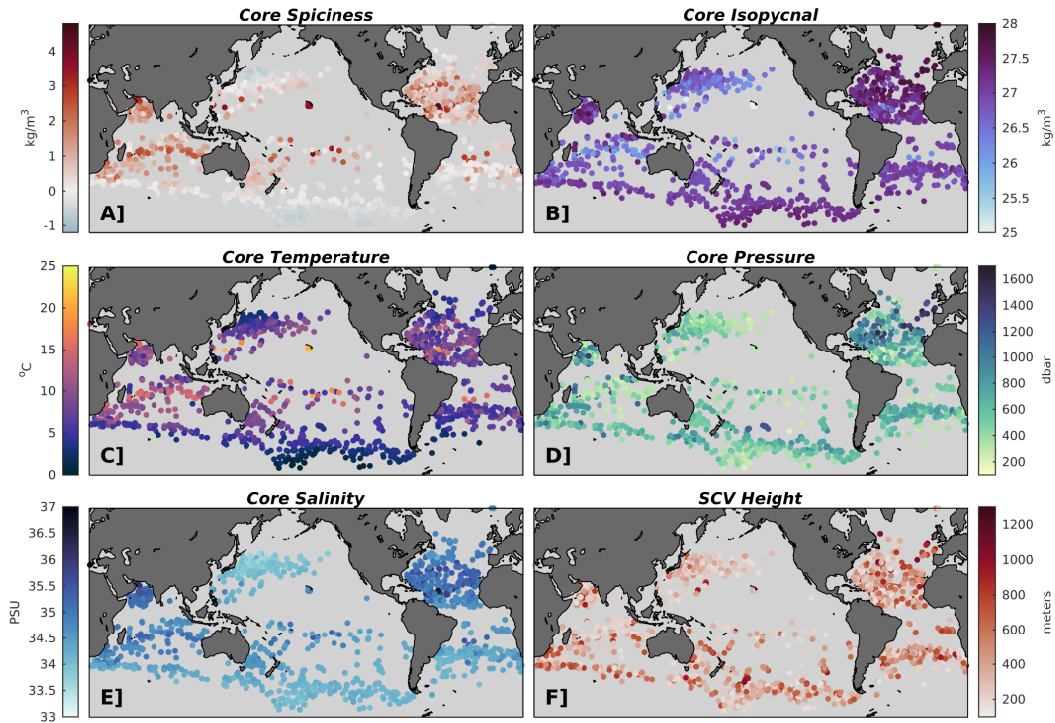 Core Spiciness
4
3
2
1
0
-1
kg/m³
A]
Core Isopycnal
28
27.5
27
26.5
26
25.5
25
kg/m³
B]
Core Temperature
25
20
15
10
5
0
°C
C]
Core Pressure
1600
1400
1200
1000
800
600
400
200
dbar
D]
Core Salinity
37
36.5
36
35.5
35
34.5
34
33.5
33
PSU
E]
SCV Height
1200
1000
800
600
400
200
meters
F]